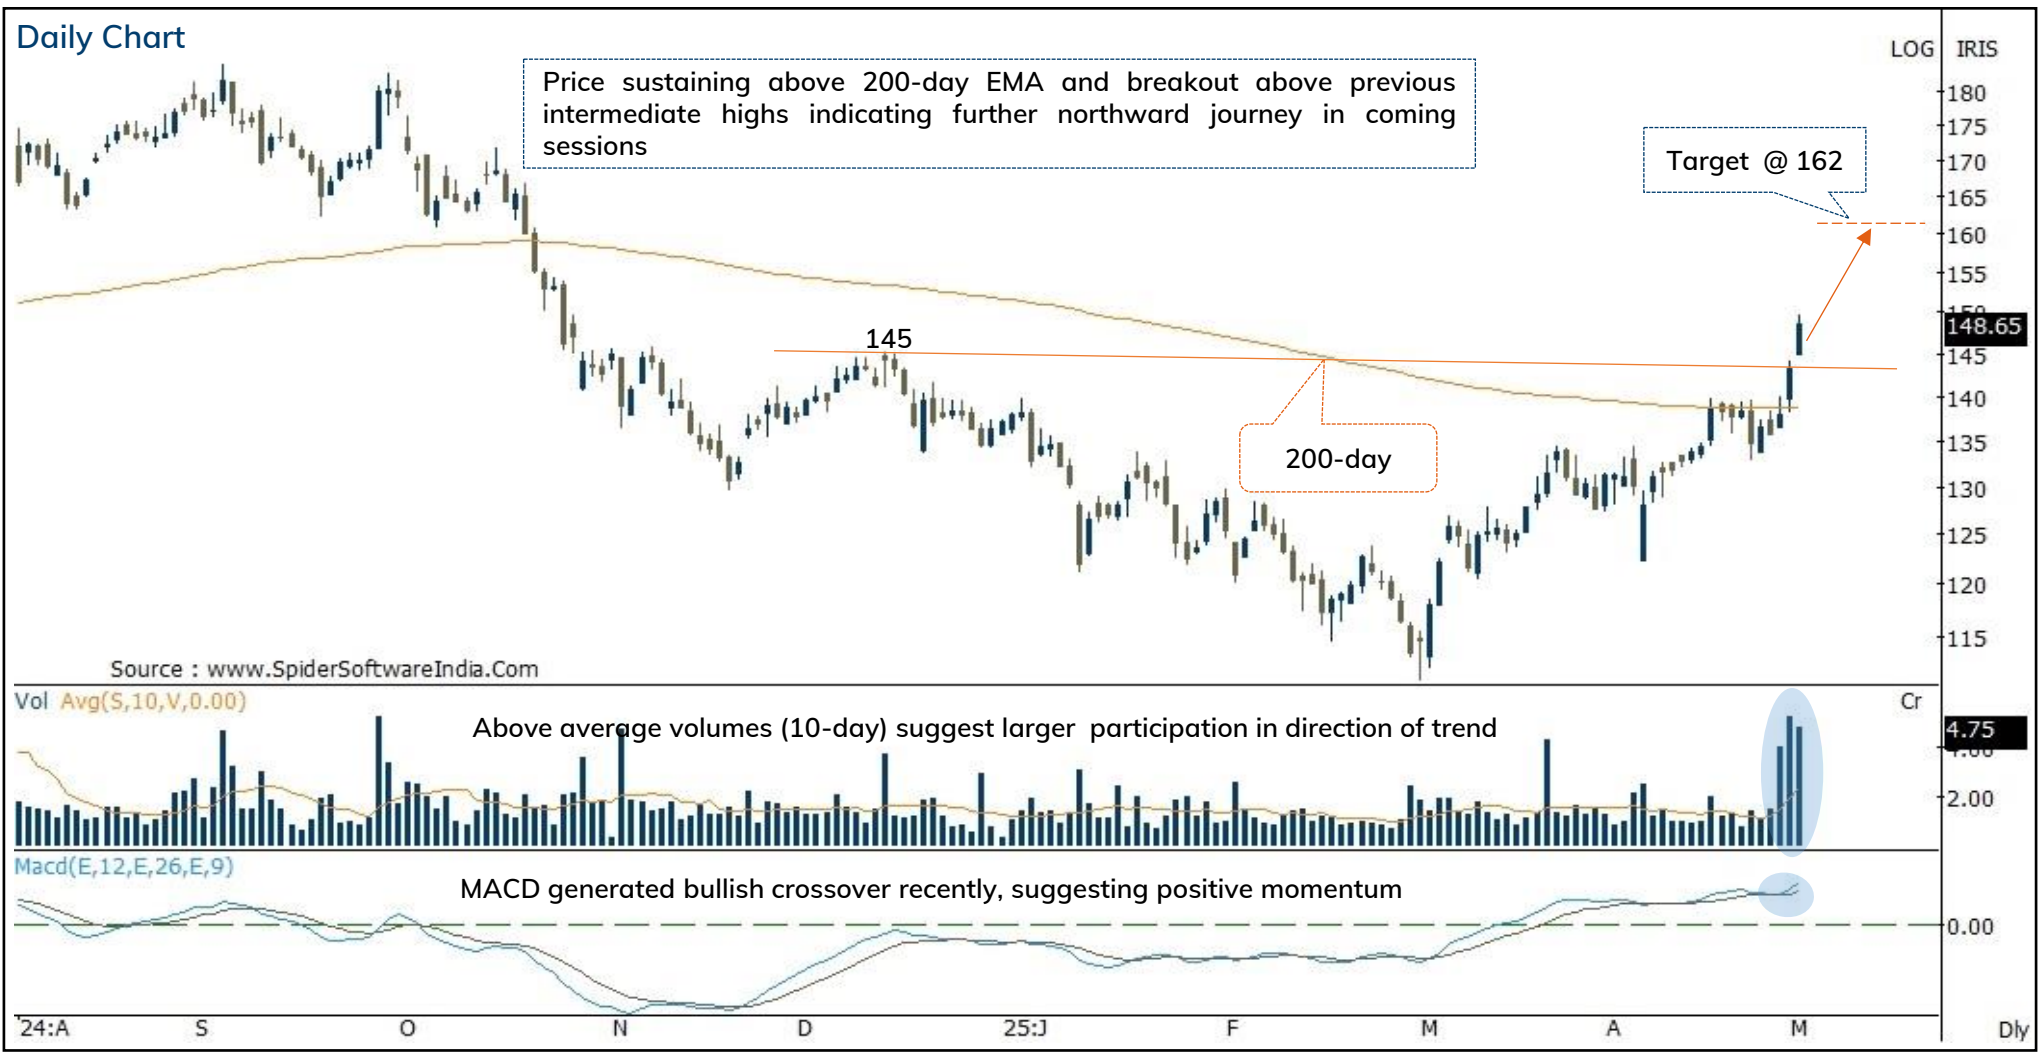 Daily Chart
LOG IRIS
Price sustaining above 200-day EMA and breakout above previous
intermediate highs indicating further northward journey in coming
sessions
Target @ 162
180
175
170
165
160
155
148.65
145
140
135
130
125
120
115
145
200-day
Source : www.SpiderSoftwareIndia.Com
Vol Avg(S,10,V,0.00)
Cr
Above average volumes (10-day) suggest larger participation in direction of trend
4.75
2.00
Macd(E,12,E,26,E,9)
MACD generated bullish crossover recently, suggesting positive momentum
0.00
'24:A S O N D 25:J F M A M Dly